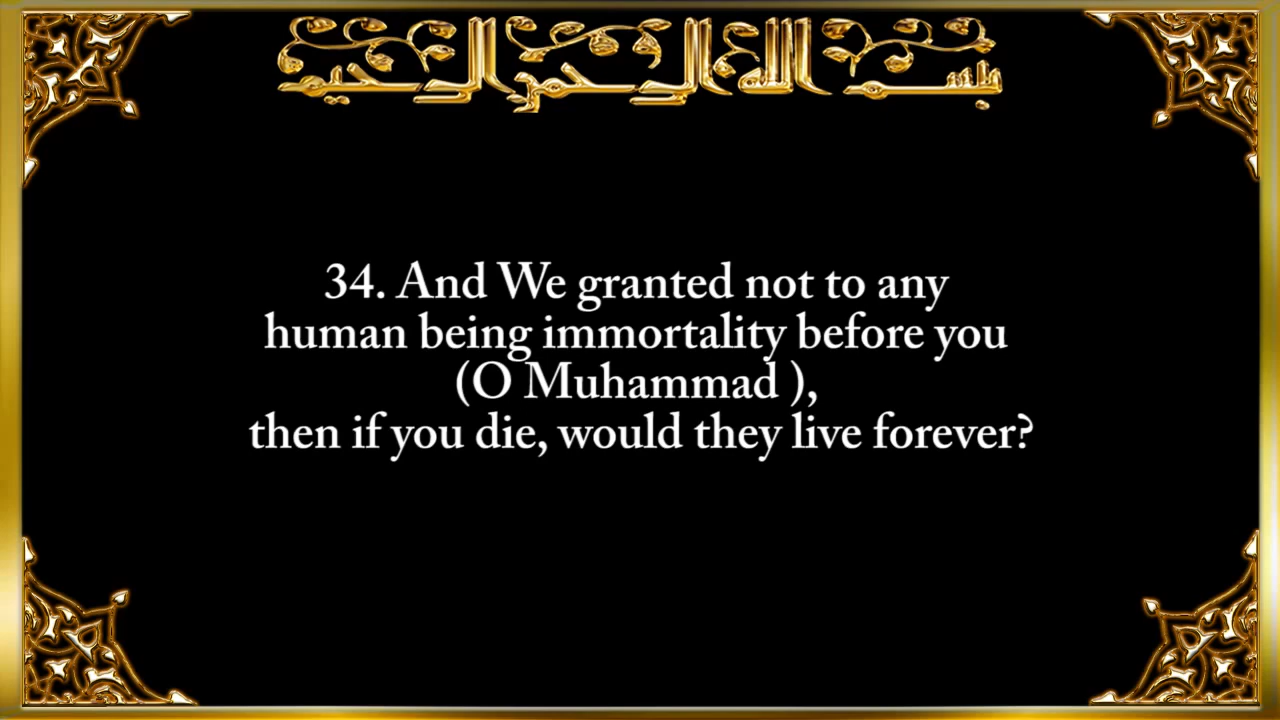 بسم الله الرحمن الرحيم
34. And We granted not to any
human being immortality before you
(O Muhammad ),
then if you die, would they live forever?